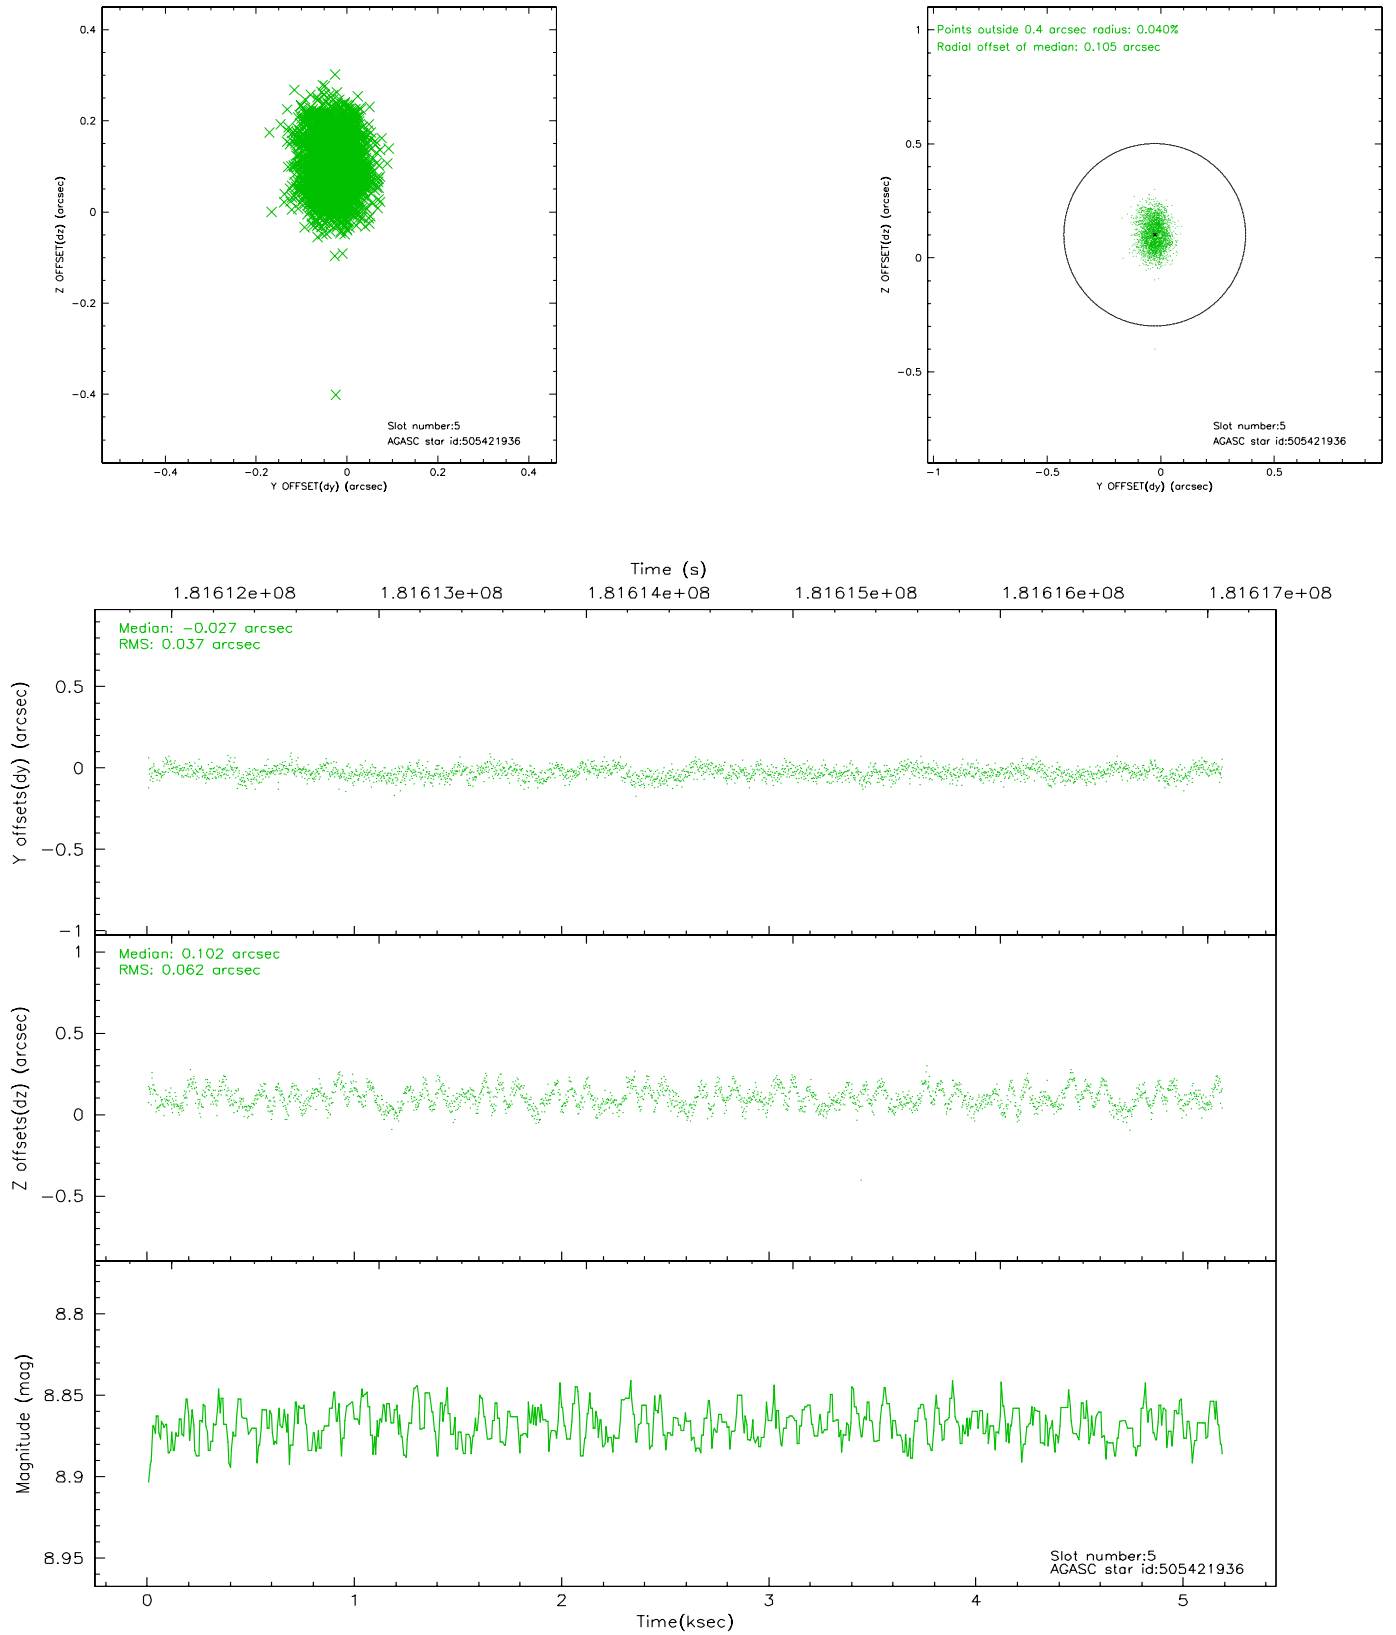 0.4
0.2
0
−0.2
−0.4
Z OFFSET(dz) (arcsec)
Slot number:5
AGASC star id:505421936
−0.4
−0.2
0
0.2
0.4
Y OFFSET(dy) (arcsec)
Points outside 0.4 arcsec radius: 0.040%
Radial offset of median: 0.105 arcsec
1
0.5
0
−0.5
Z OFFSET(dz) (arcsec)
Slot number:5
AGASC star id:505421936
−1
−0.5
0
0.5
Y OFFSET(dy) (arcsec)
Time (s)
1.81612e+08
1.81613e+08
1.81614e+08
1.81615e+08
1.81616e+08
1.81617e+08
Median: −0.027 arcsec
RMS: 0.037 arcsec
0.5
0
−0.5
−1
Y offsets(dy) (arcsec)
Median: 0.102 arcsec
RMS: 0.062 arcsec
1
0.5
0
−0.5
Z offsets(dz) (arcsec)
8.8
8.85
8.9
8.95
Magnitude (mag)
Slot number:5
AGASC star id:505421936
0
1
2
3
4
5
Time(ksec)